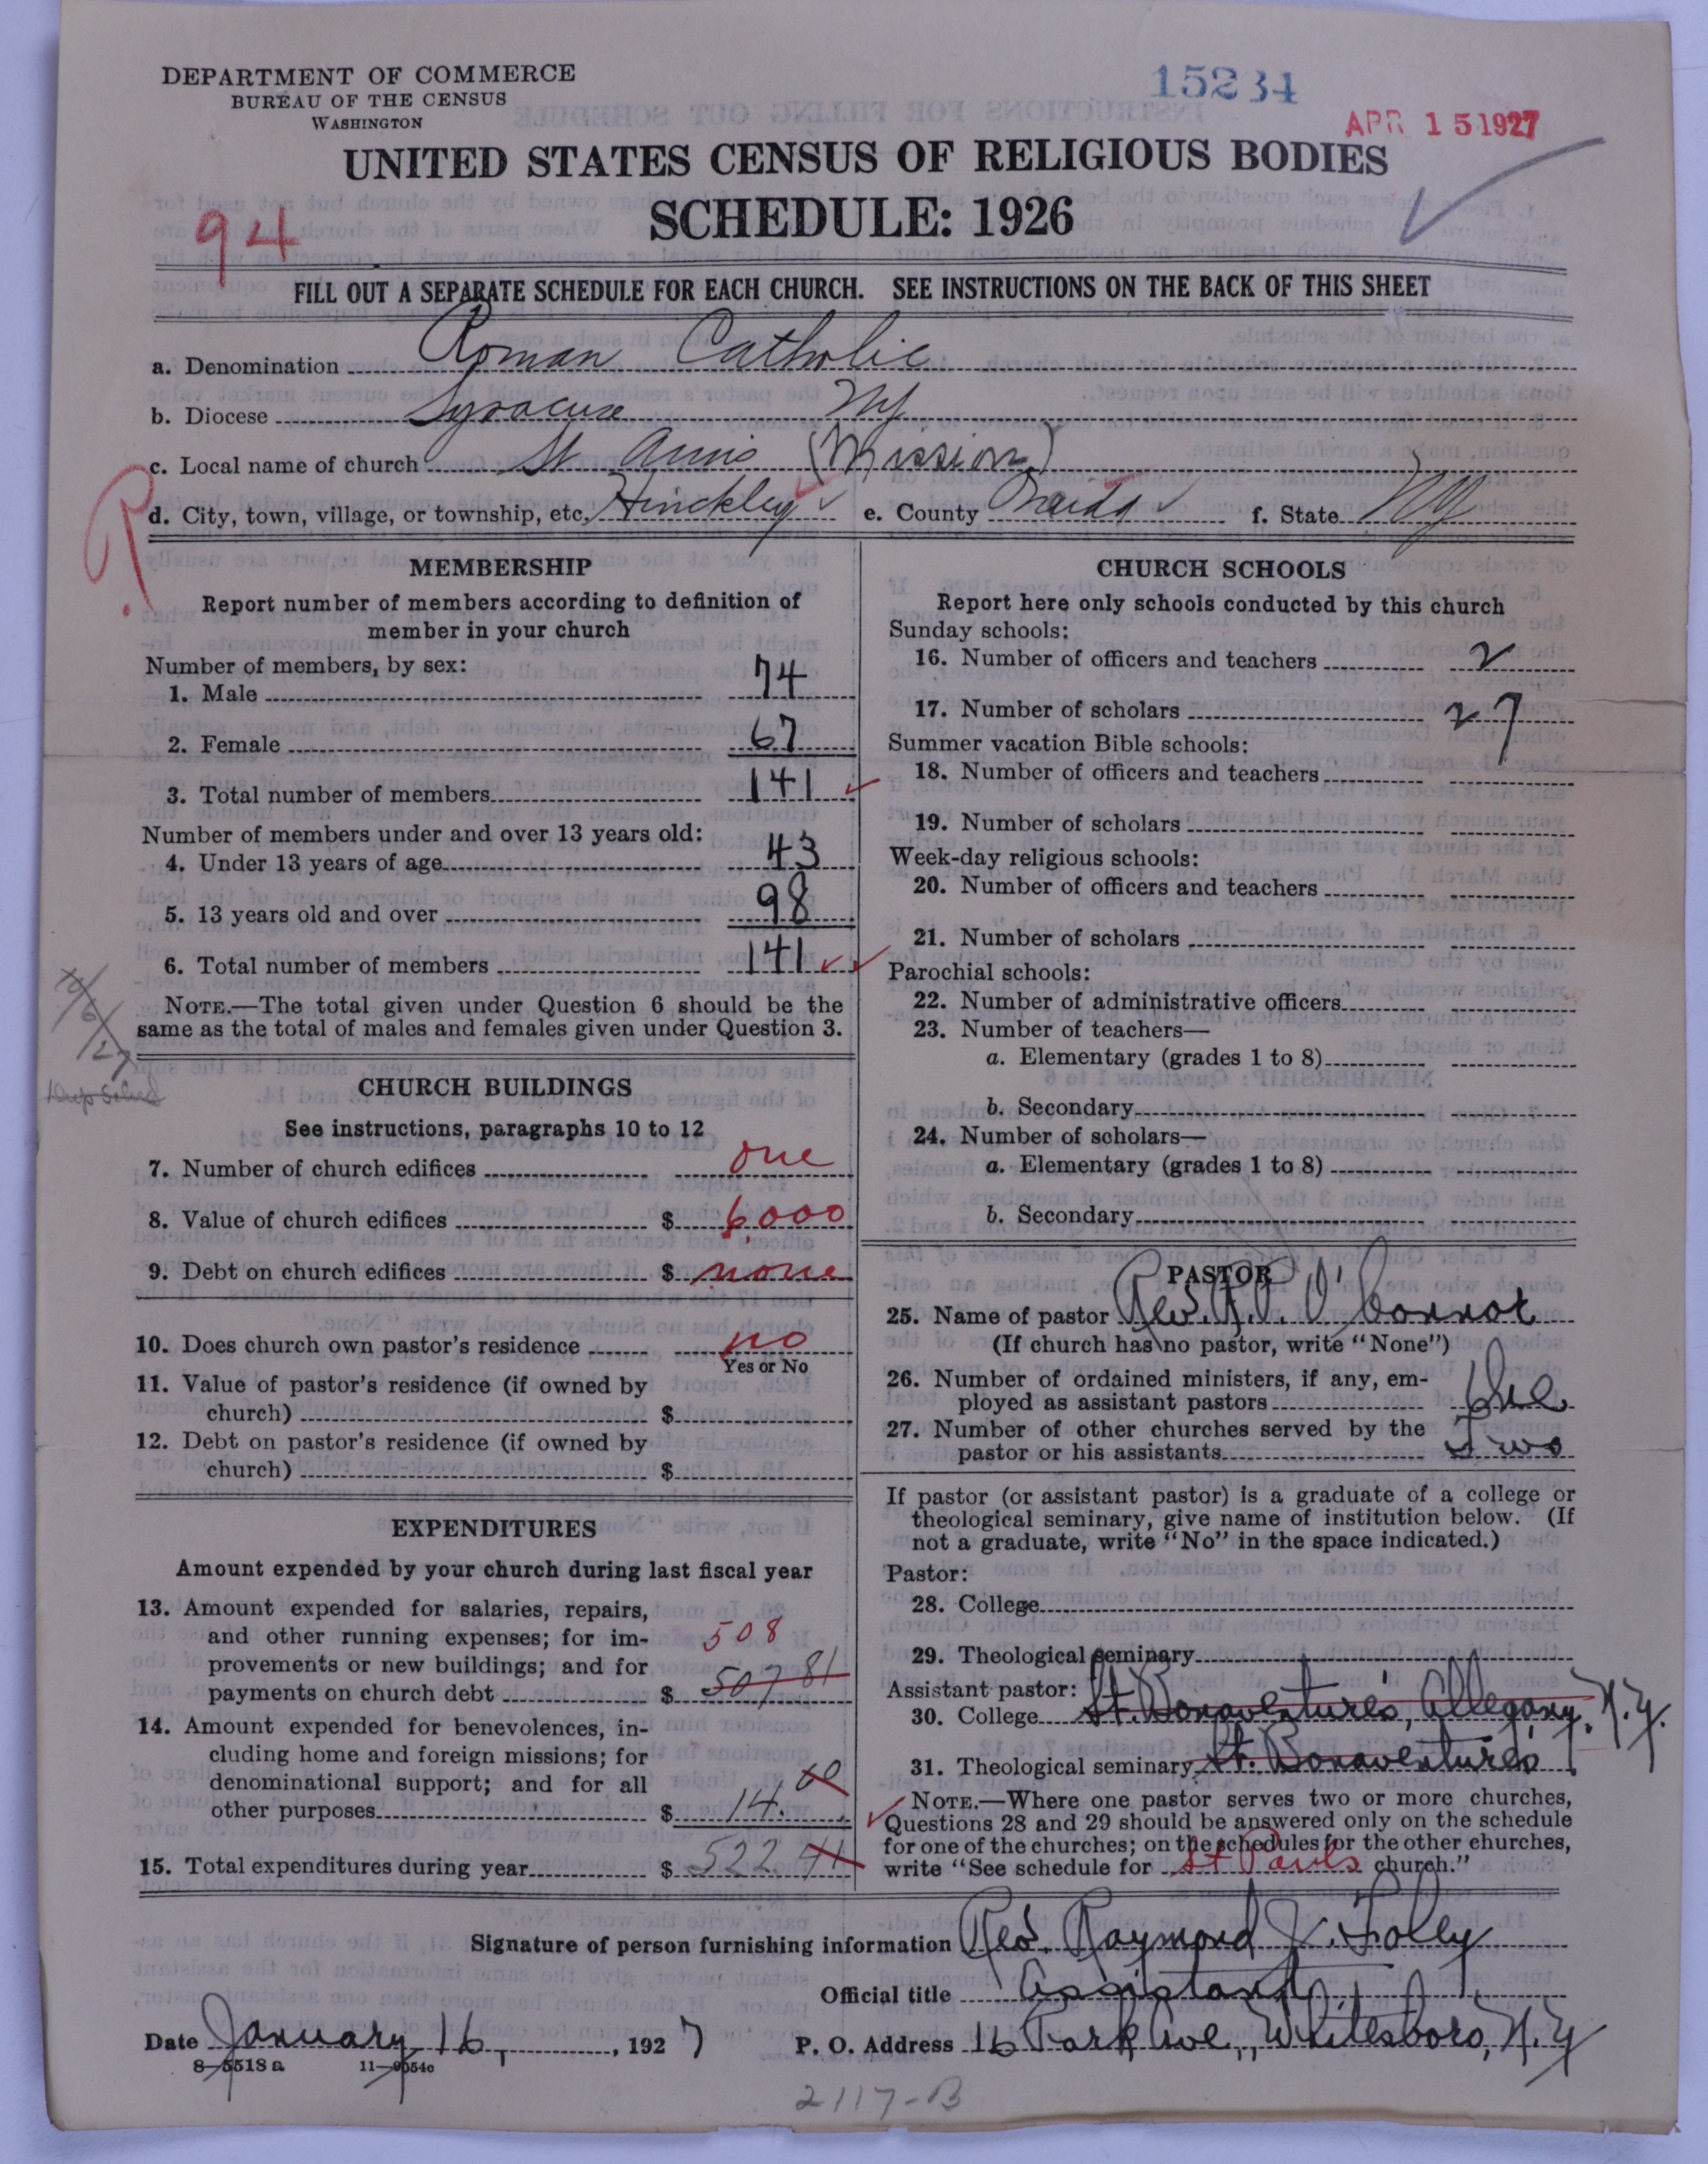 DEPARTMENT OF COMMERCE
BUREAU OF THE CENSUS
WASHINGTON
15234
APR 15 1927
UNITED STATES CENSUS OF RELIGIOUS BODIES
SCHEDULE: 1926
94
FILL OUT A SEPARATE SCHEDULE FOR EACH CHURCH. SEE INSTRUCTIONS ON THE BACK OF THIS SHEET
a. Denomination Roman Catholic
b. Diocese Syracuse NY
c. Local name of church St Anns (Mission)
d. City, town, village, or township, etc. Hinckley e. County Oneida f. State NY
MEMBERSHIP
Report number of members according to definition of
member in your church
Number of members, by sex:
1. Male 74
2. Female 67
3. Total number of members 141
Number of members under and over 13 years old:
4. Under 13 years of age 43
5. 13 years old and over 98
6. Total number of members 141
NOTE.—The total given under Question 6 should be the
same as the total of males and females given under Question 3.
CHURCH BUILDINGS
See instructions, paragraphs 10 to 12
7. Number of church edifices one
8. Value of church edifices $ 6,000
9. Debt on church edifices $ none
10. Does church own pastor's residence no
Yes or No
11. Value of pastor's residence (if owned by
church) $
12. Debt on pastor's residence (if owned by
church) $
EXPENDITURES
Amount expended by your church during last fiscal year
13. Amount expended for salaries, repairs,
and other running expenses; for im-
provements or new buildings; and for
payments on church debt $ 507 81
508
14. Amount expended for benevolences, in-
cluding home and foreign missions; for
denominational support; and for all
other purposes $ 14. 60
15. Total expenditures during year $ 522 41
CHURCH SCHOOLS
Report here only schools conducted by this church
Sunday schools:
16. Number of officers and teachers 2
17. Number of scholars 27
Summer vacation Bible schools:
18. Number of officers and teachers
19. Number of scholars
Week-day religious schools:
20. Number of officers and teachers
21. Number of scholars
Parochial schools:
22. Number of administrative officers
23. Number of teachers—
a. Elementary (grades 1 to 8)
b. Secondary
24. Number of scholars—
a. Elementary (grades 1 to 8)
b. Secondary
PASTOR
25. Name of pastor Rev. O'Connor
(If church has no pastor, write "None")
26. Number of ordained ministers, if any, em-
ployed as assistant pastors One
27. Number of other churches served by the
pastor or his assistants Two
If pastor (or assistant pastor) is a graduate of a college or
theological seminary, give name of institution below. (If
not a graduate, write "No" in the space indicated.)
Pastor:
28. College
29. Theological seminary
Assistant pastor:
30. College St. Bonaventure's, Allegany, N.Y.
31. Theological seminary St. Bonaventure's
NOTE.—Where one pastor serves two or more churches,
Questions 28 and 29 should be answered only on the schedule
for one of the churches; on the schedules for the other churches,
write "See schedule for St Pauls church."
Signature of person furnishing information Rev. Raymond J. Foley
Official title Assistant
Date January 16, 1927 P. O. Address 16 Park Ave., Whitesboro, N.Y
8—5518 a 11—9054c
2117-B